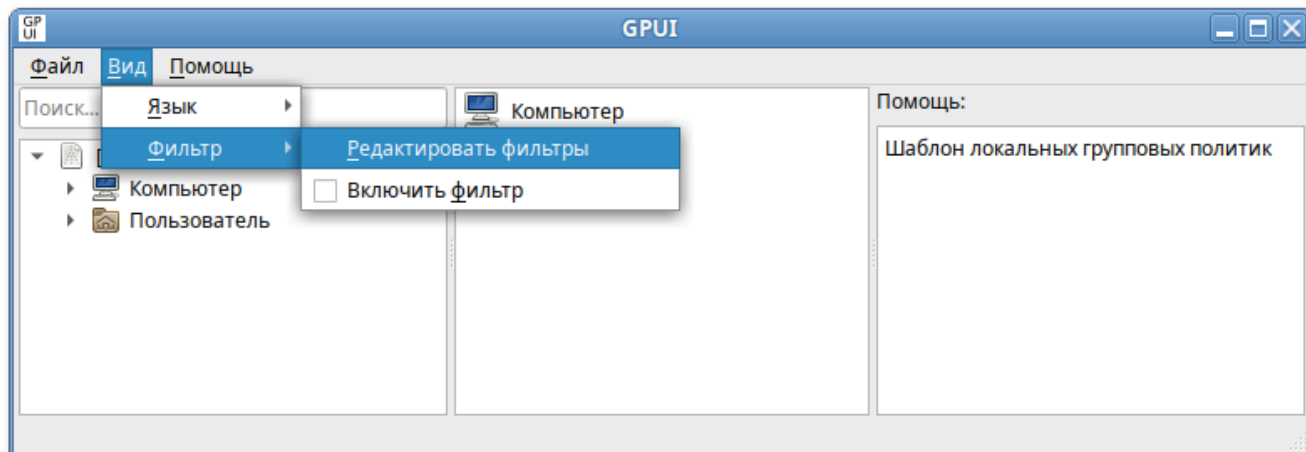 GP
UI
GPUI
Файл Вид Помощь
Поиск...
Язык
Фильтр
Редактировать фильтры
Включить фильтр
Компьютер
Пользователь
Компьютер
Помощь:
Шаблон локальных групповых политик